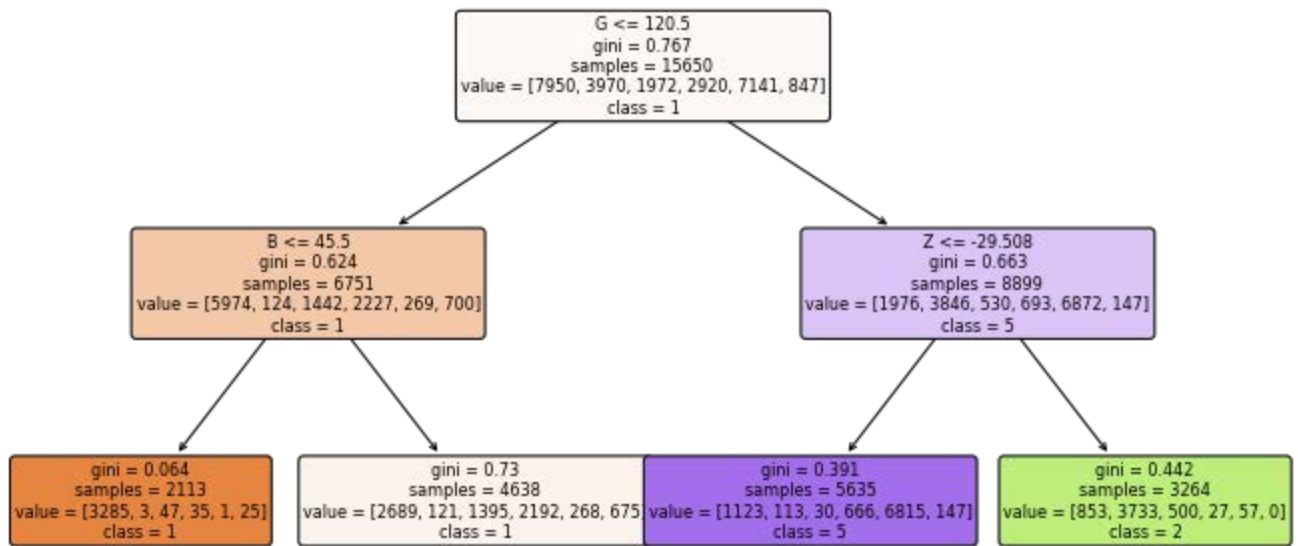 G <= 120.5
gini = 0.767
samples = 15650
value = [7950, 3970, 1972, 2920, 7141, 847]
class = 1
B <= 45.5
gini = 0.624
samples = 6751
value = [5974, 124, 1442, 2227, 269, 700]
class = 1
Z <= -29.508
gini = 0.663
samples = 8899
value = [1976, 3846, 530, 693, 6872, 147]
class = 5
gini = 0.064
samples = 2113
value = [3285, 3, 47, 35, 1, 25]
class = 1
gini = 0.73
samples = 4638
value = [2689, 121, 1395, 2192, 268, 675
class = 1
gini = 0.391
samples = 5635
value = [1123, 113, 30, 666, 6815, 147]
class = 5
gini = 0.442
samples = 3264
value = [853, 3733, 500, 27, 57, 0]
class = 2